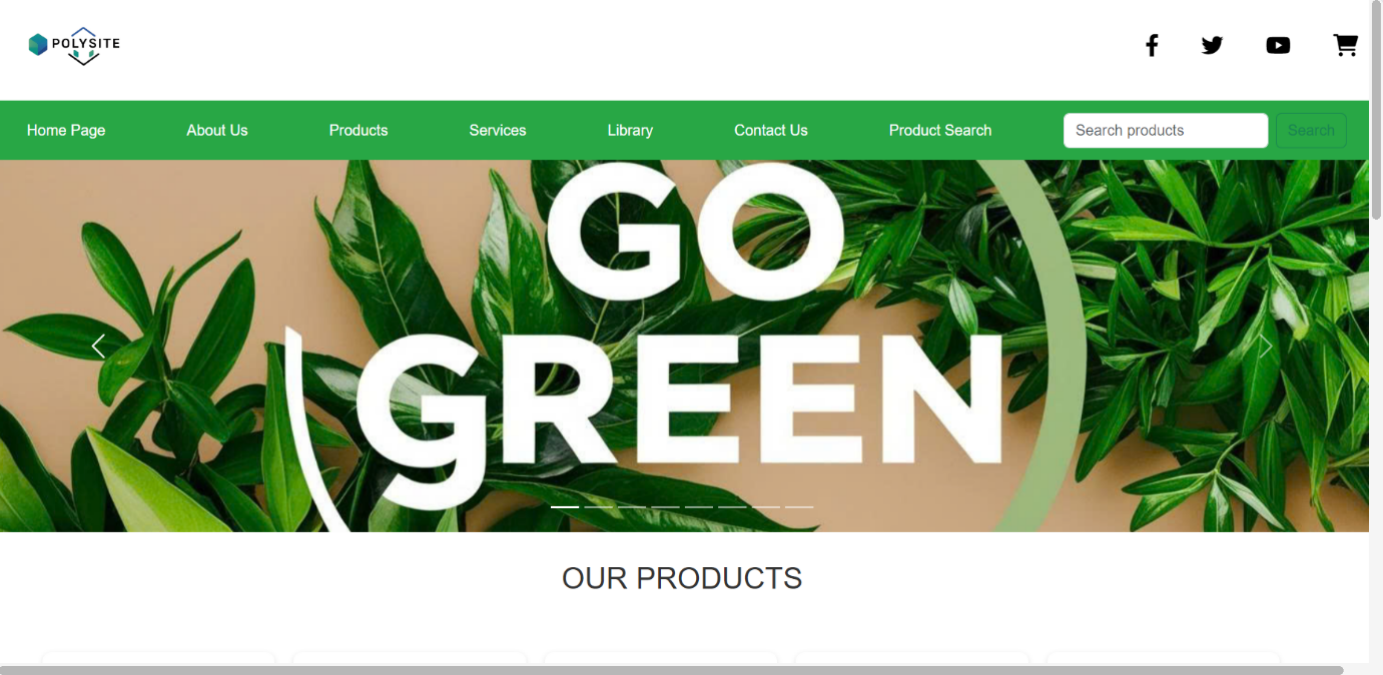 POLYSITE
Home Page About Us Products Services Library Contact Us Product Search Search products Search
GO
GREEN
OUR PRODUCTS